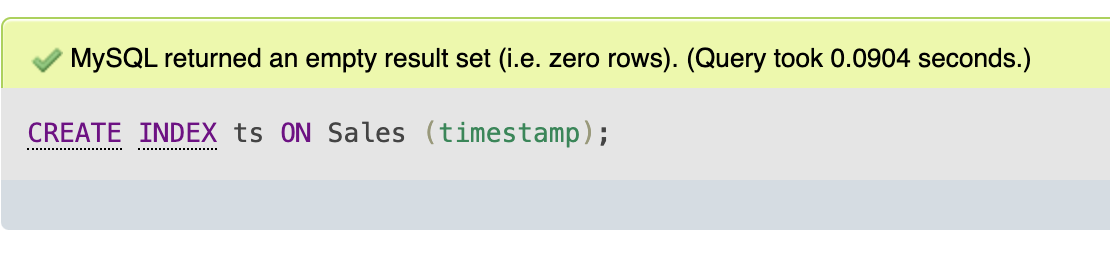 MySQL returned an empty result set (i.e. zero rows). (Query took 0.0904 seconds.)
CREATE INDEX ts ON Sales (timestamp);